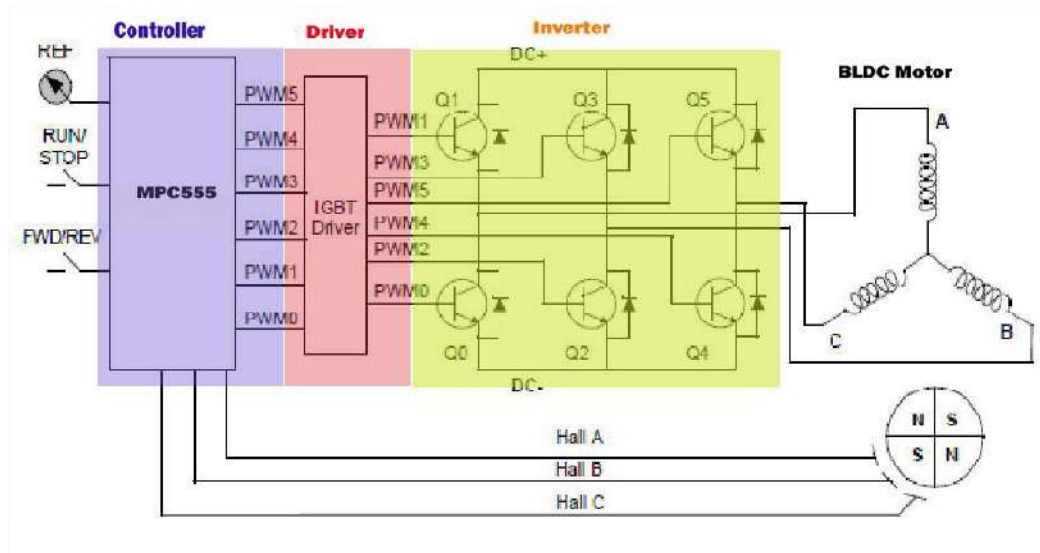 Controller
Driver
Inverter
REF
DC+
BLDC Motor
PWM5
Q1
Q3
Q5
A
RUN/
STOP
PWM1
PWM4
PWM3
MPC555
PWM3
PWM5
IGBT
Driver
PWM4
FWD/REV
PWM2
PWM2
PWM1
PWM0
C
B
PWM0
Q0
Q2
Q4
DC-
N S
S N
Hall A
Hall B
Hall C